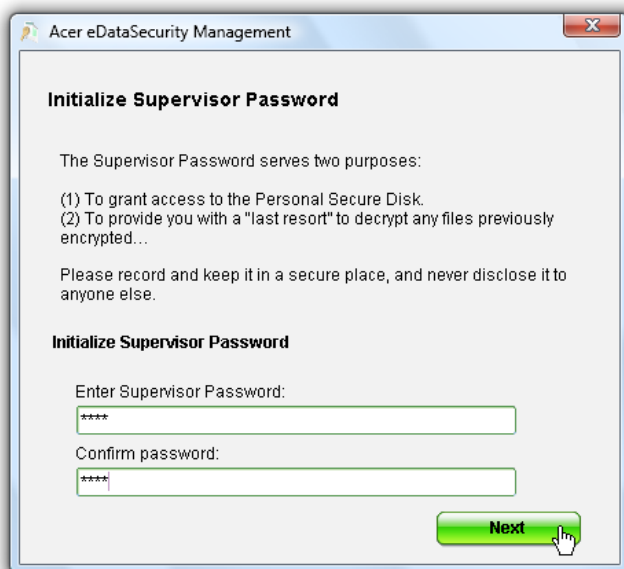 Acer eDataSecurity Management
Initialize Supervisor Password
The Supervisor Password serves two purposes:
(1) To grant access to the Personal Secure Disk.
(2) To provide you with a "last resort" to decrypt any files previously
encrypted...
Please record and keep it in a secure place, and never disclose it to
anyone else.
Initialize Supervisor Password
Enter Supervisor Password:
****
Confirm password:
****
Next